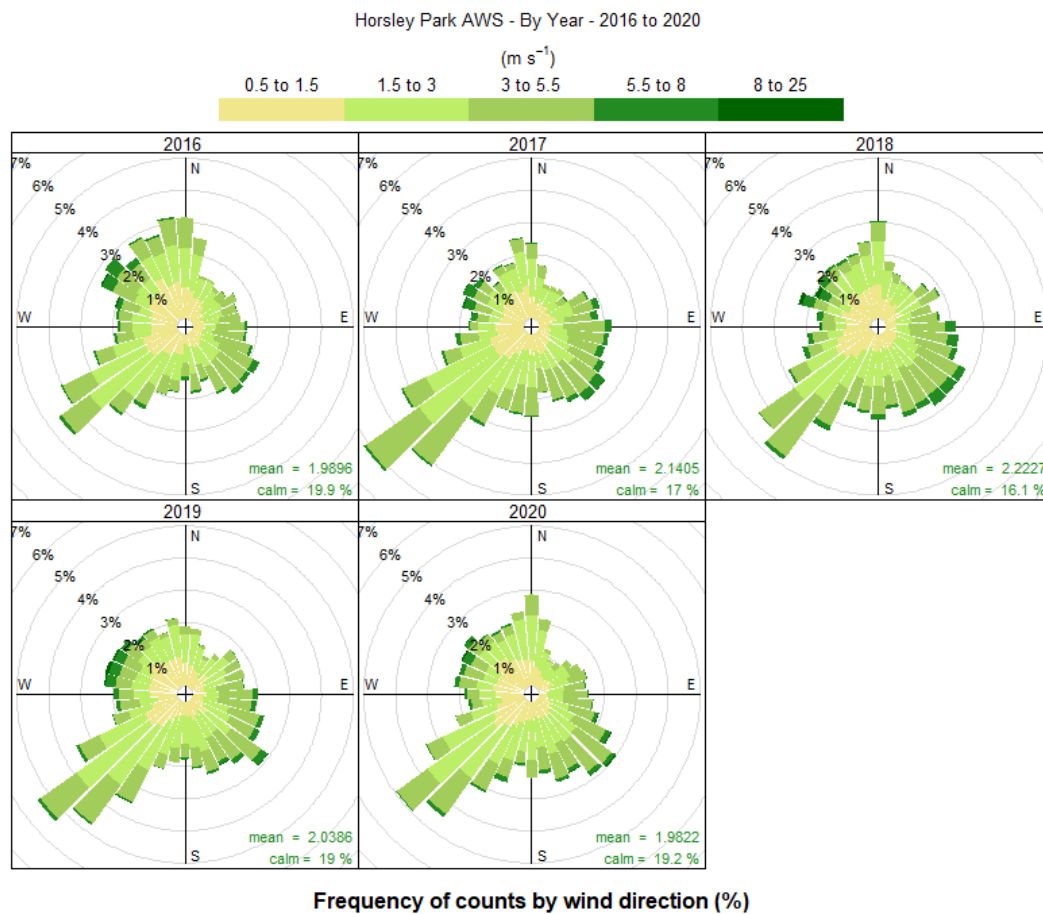 Horsley Park AWS - By Year - 2016 to 2020
(m s⁻¹)
0.5 to 1.5 1.5 to 3 3 to 5.5 5.5 to 8 8 to 25
2016 2017 2018
7% 7% 7%
N N N
6% 6% 6%
5% 5% 5%
4% 4% 4%
3% 3% 3%
2% 2% 2%
1% 1% 1%
W E W E W E
mean = 1.9896 mean = 2.1405 mean = 2.2227
S S S
calm = 19.9 % calm = 17 % calm = 16.1 %
2019 2020
7% 7%
N N
6% 6%
5% 5%
4% 4%
3% 3%
2% 2%
1% 1%
W E W E
mean = 2.0386 mean = 1.9822
S S
calm = 19 % calm = 19.2 %
Frequency of counts by wind direction (%)